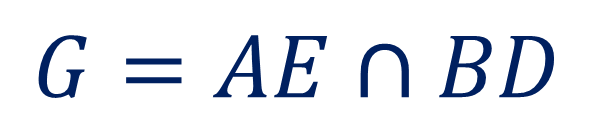 G = AE ∩ BD